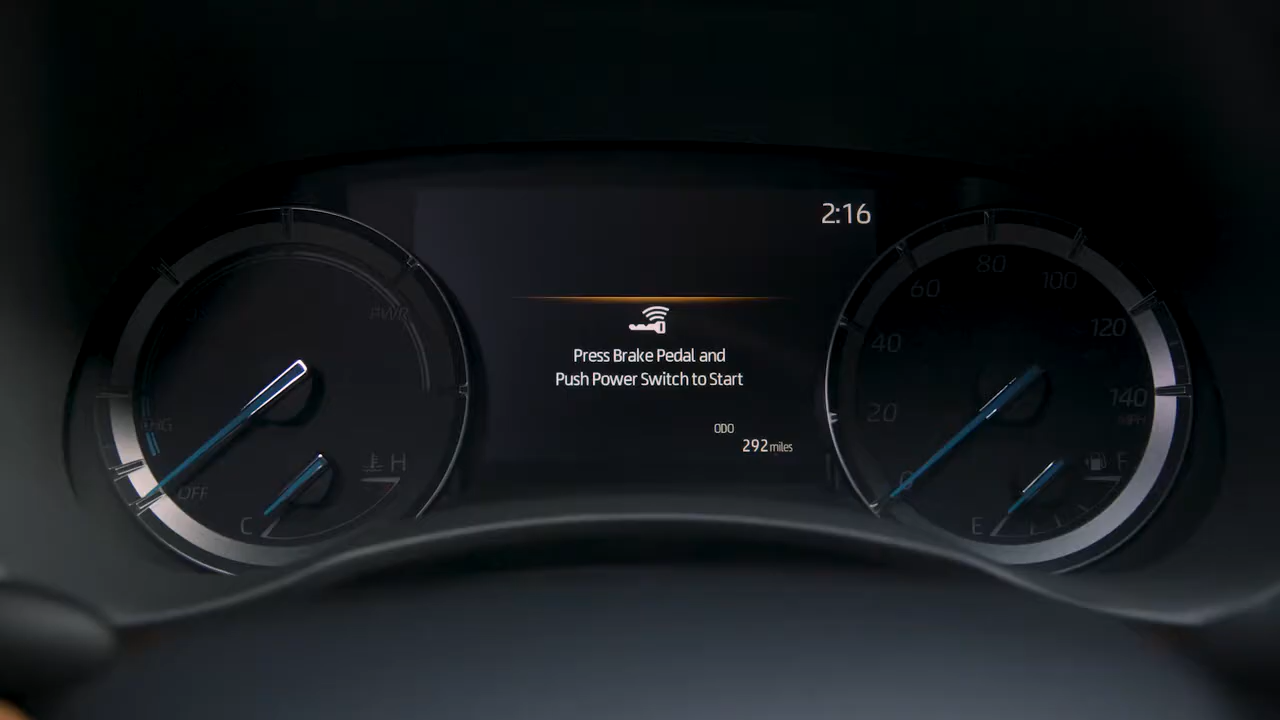 2:16
Press Brake Pedal and
Push Power Switch to Start
ODO
292 miles
PWR
CHG
OFF
C
H
0
20
40
60
80
100
120
140
MPH
E
F